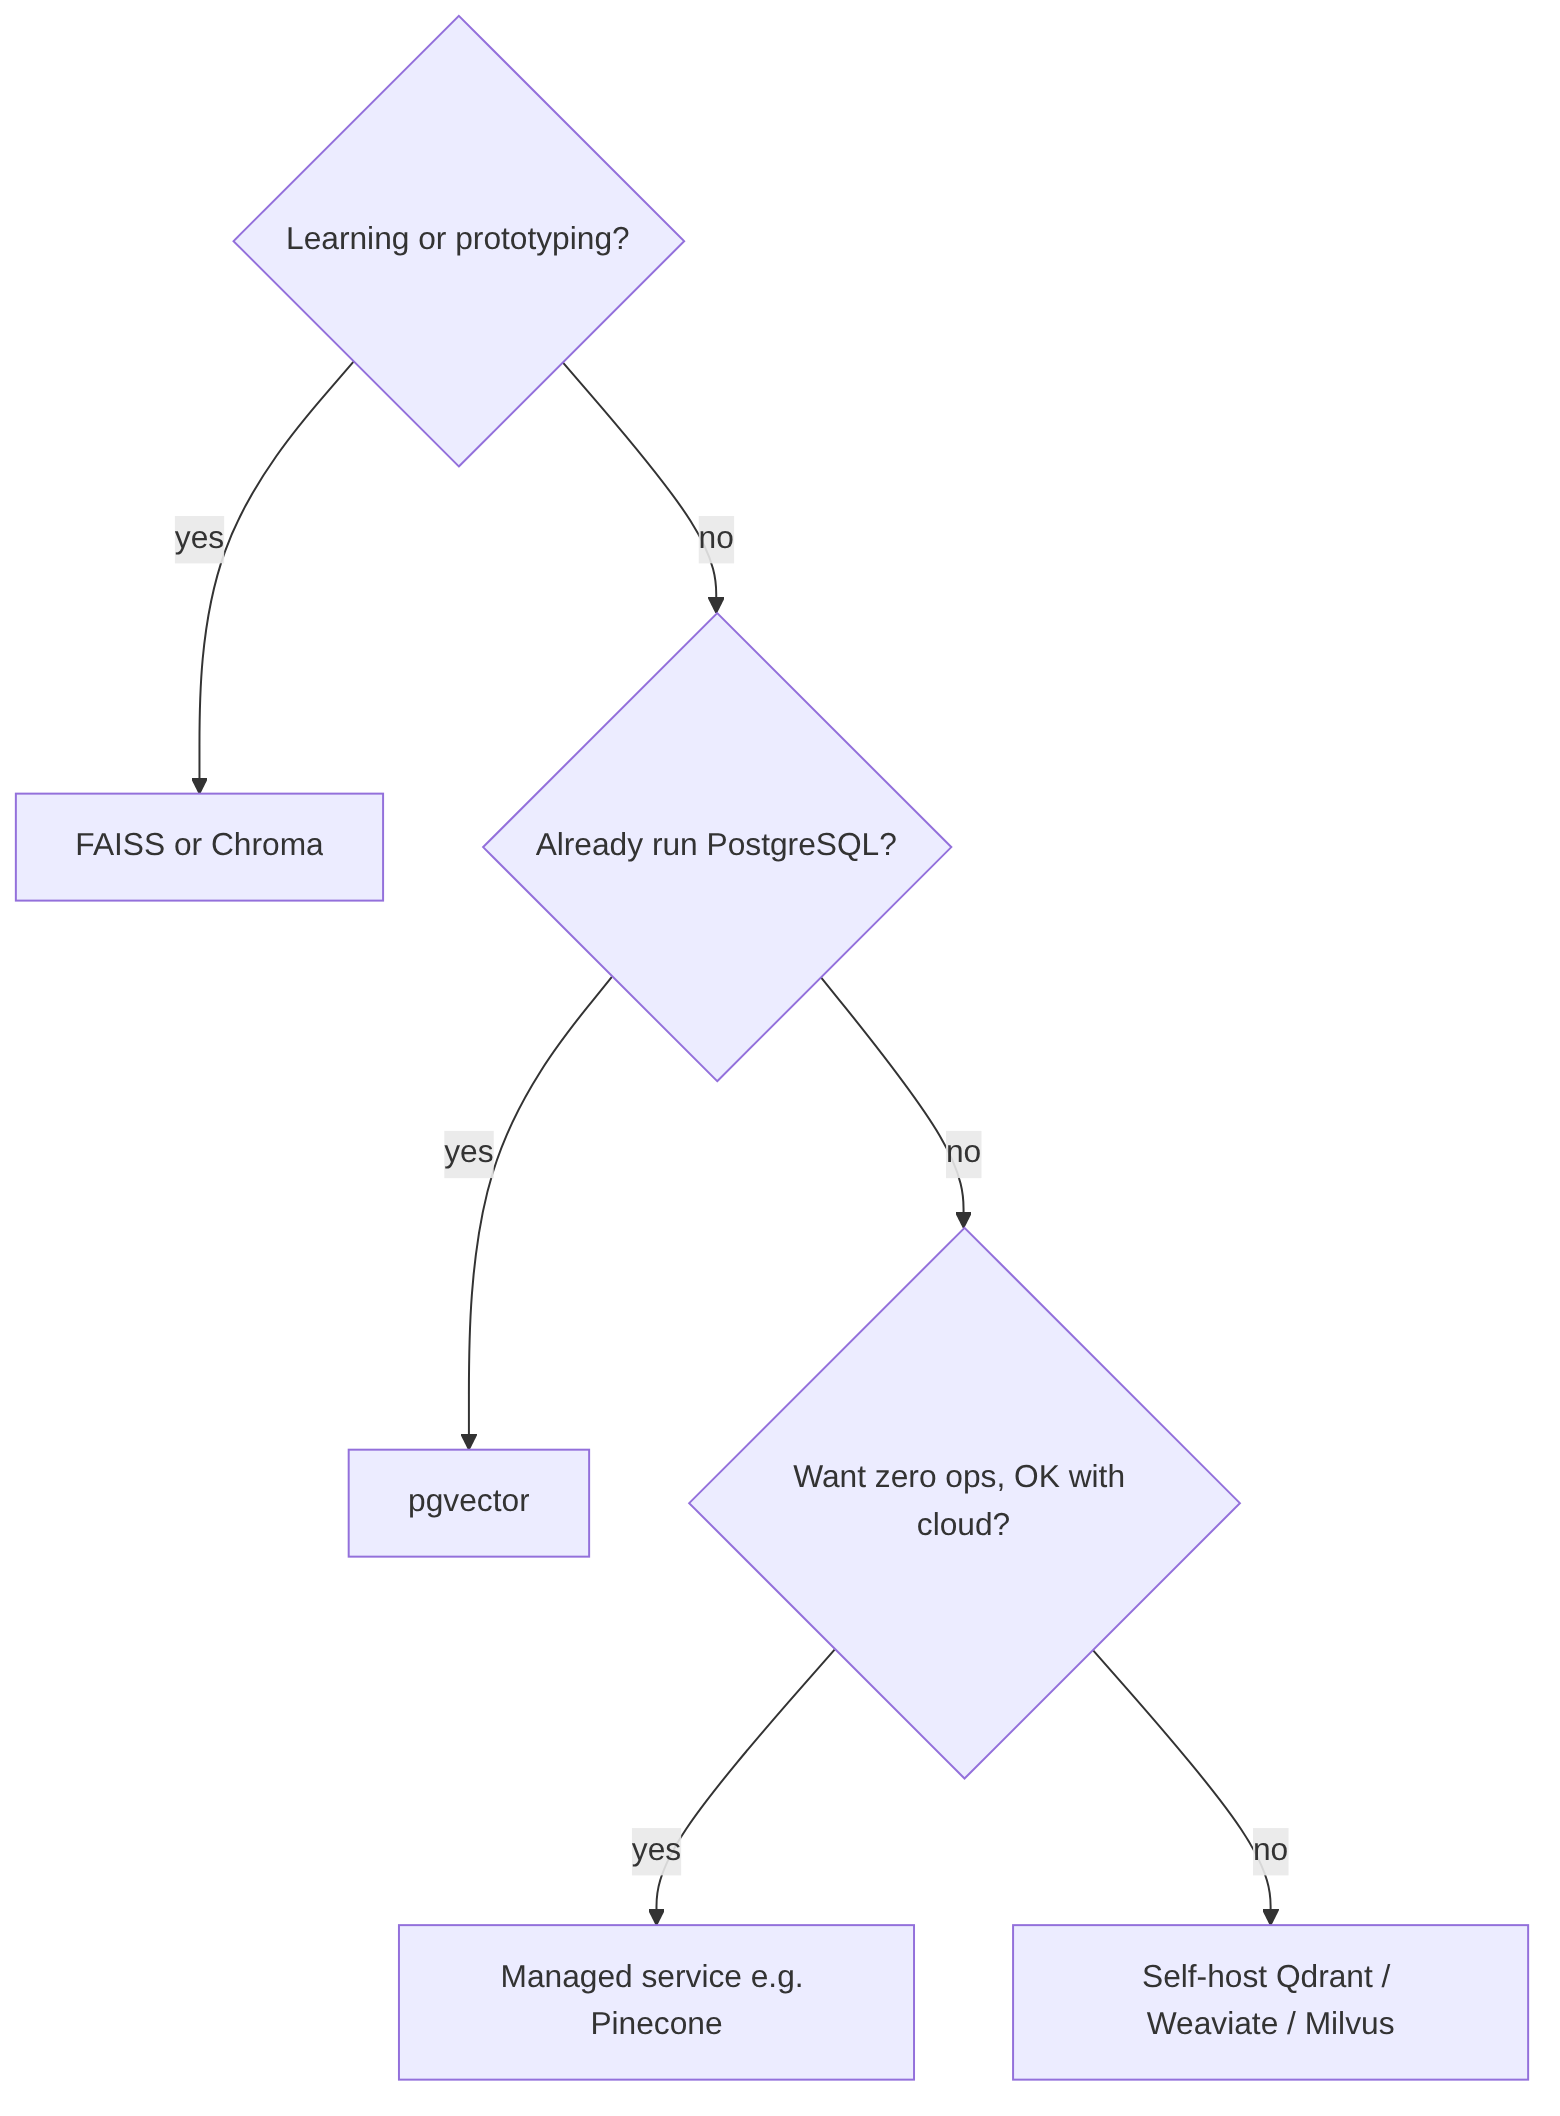 Learning or prototyping?
yes
no
FAISS or Chroma
Already run PostgreSQL?
yes
no
pgvector
Want zero ops, OK with
cloud?
yes
no
Managed service e.g.
Pinecone
Self-host Qdrant /
Weaviate / Milvus